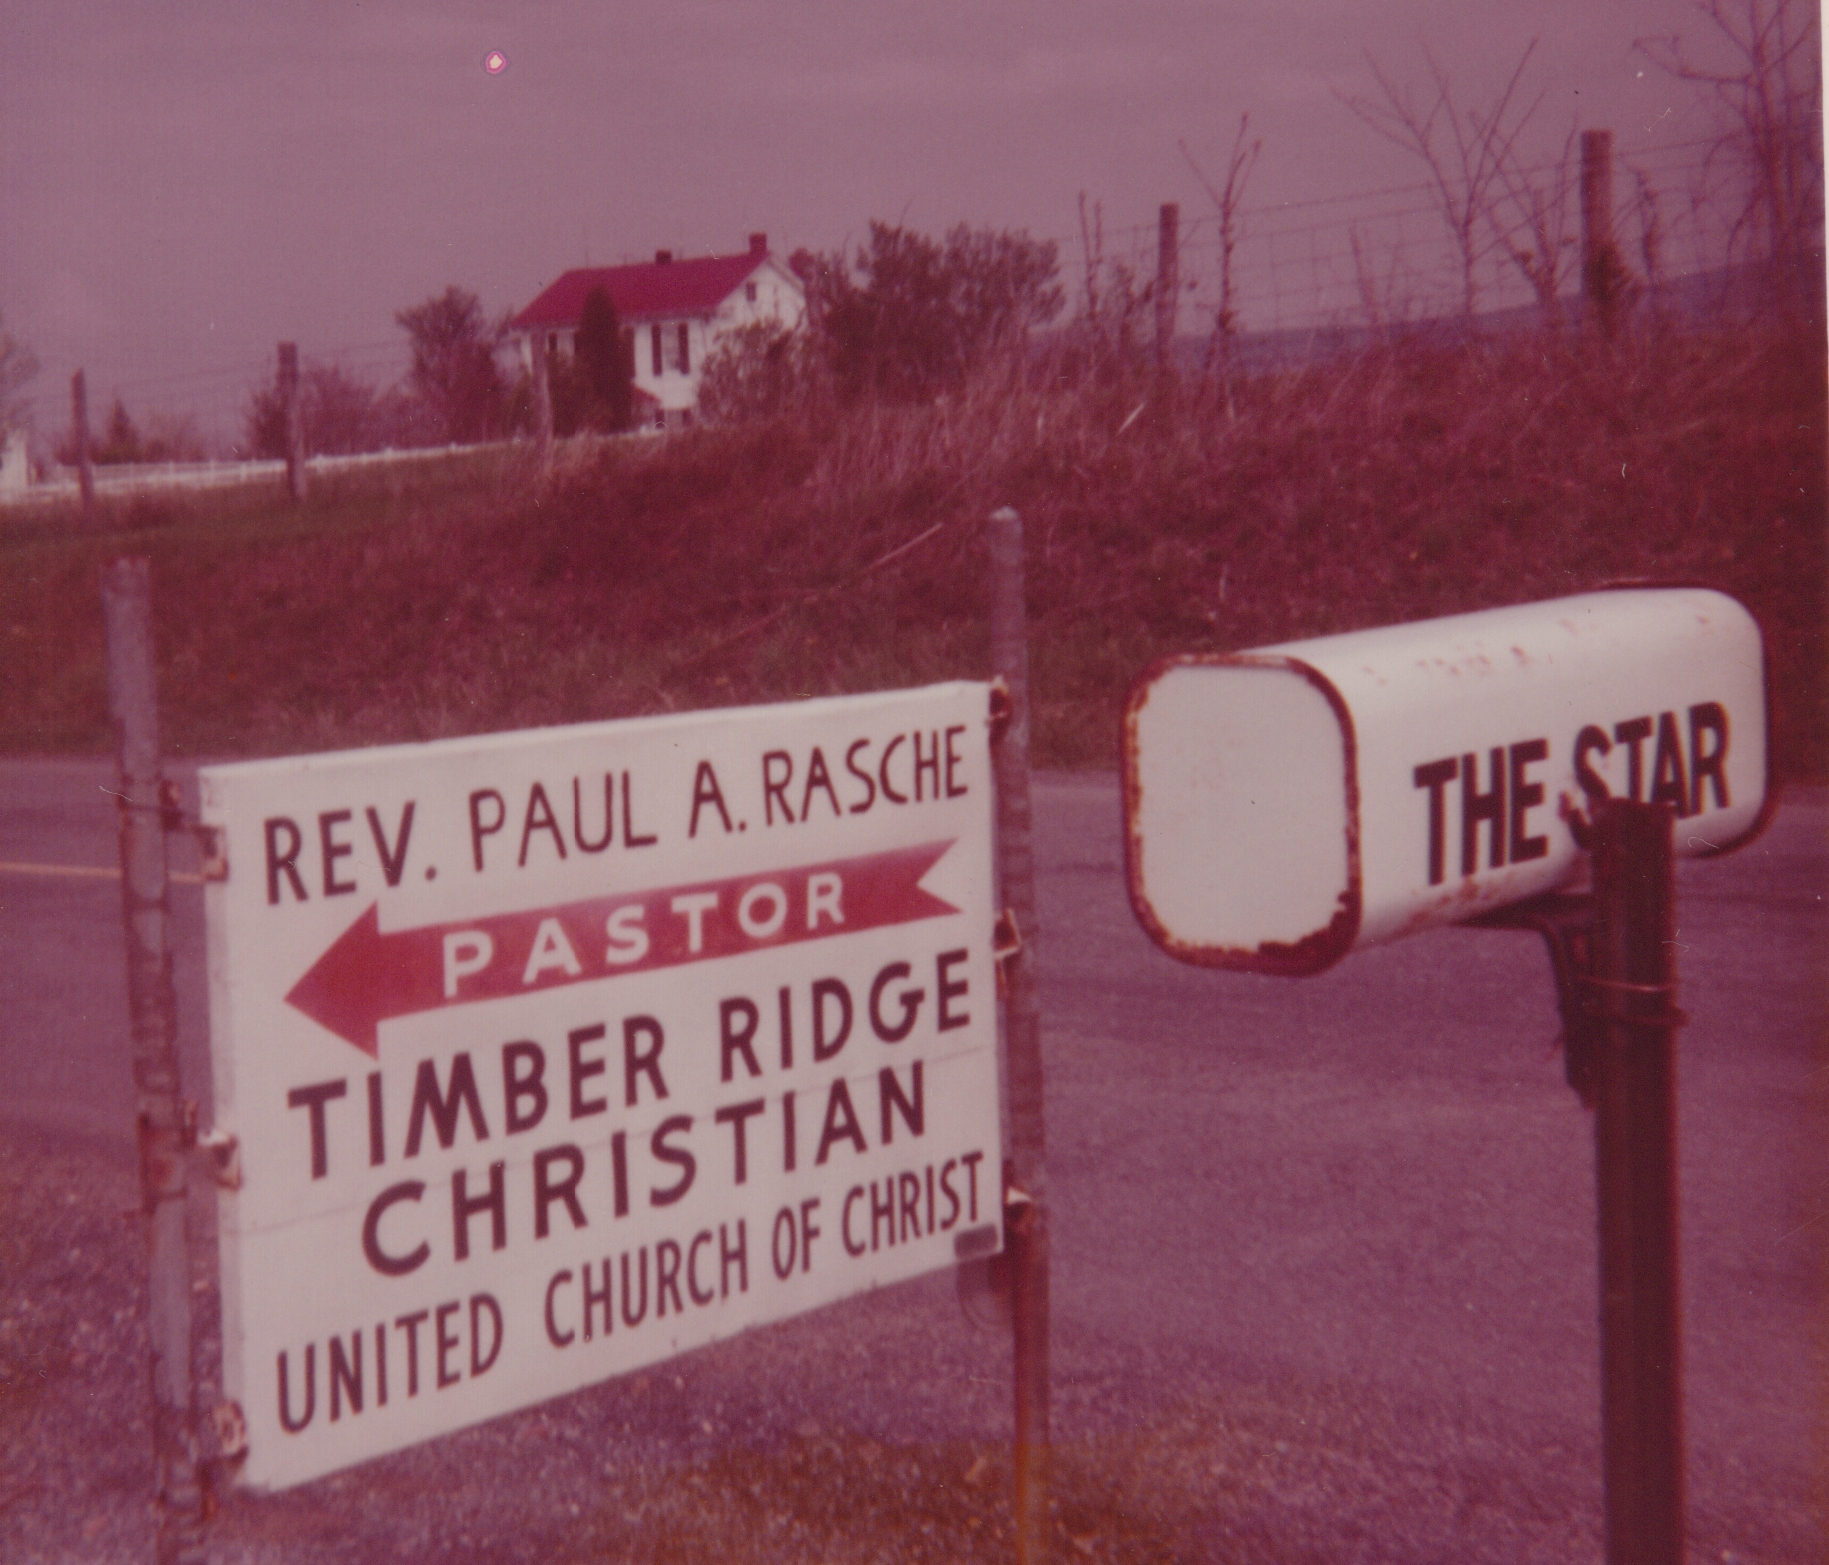 REV. PAUL A. RASCHE
PASTOR
TIMBER RIDGE
CHRISTIAN
UNITED CHURCH OF CHRIST
THE STAR